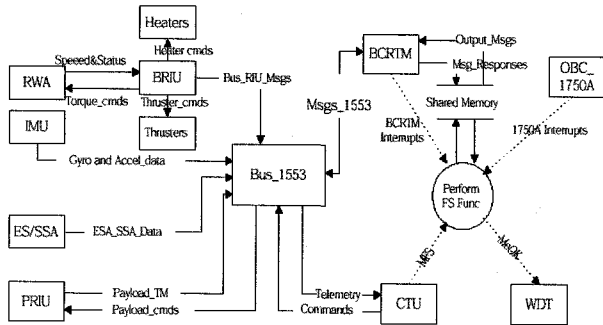 Heaters
Heater cmds
Speeed&Status
RWA
BRIU
Bus_RIU_Msgs
Torque_cmds
Thruster_cmds
Thrusters
IMU
Gyro and Accel_data
Bus_1553
ES/SSA
ESA_SSA_Data
PRIU
Payload_TM
Payload_cmds
Msgs_1553
BCRTM
Output_Msgs
Msg_Responses
OBC_
1750A
Shared Memory
BCRTM
Interrupts
1750A Interrupts
Perform
FS Func
MFS
MeOK
Telemetry
Commands
CTU
WDT